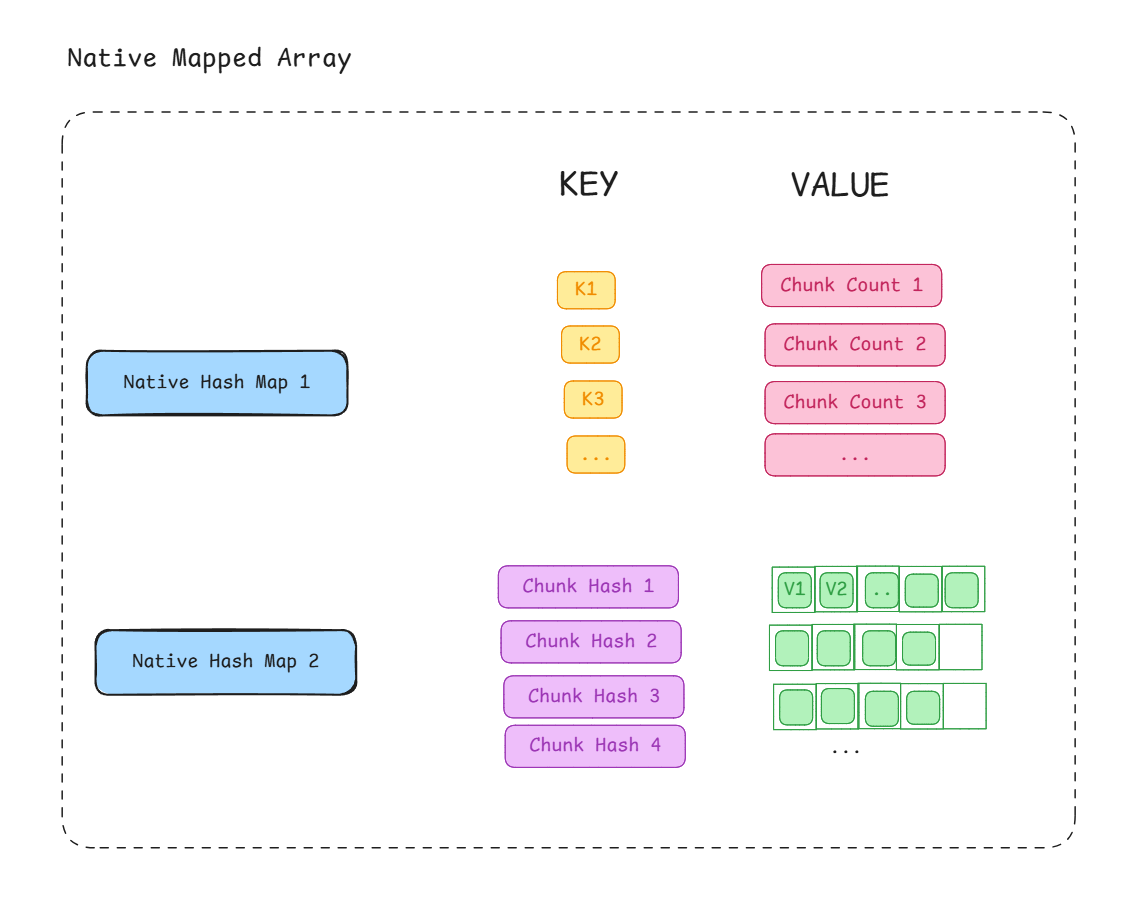 Native Mapped Array
KEY
VALUE
Native Hash Map 1
K1
Chunk Count 1
K2
Chunk Count 2
K3
Chunk Count 3
...
...
Native Hash Map 2
Chunk Hash 1
V1 V2 ..
Chunk Hash 2
Chunk Hash 3
Chunk Hash 4
...